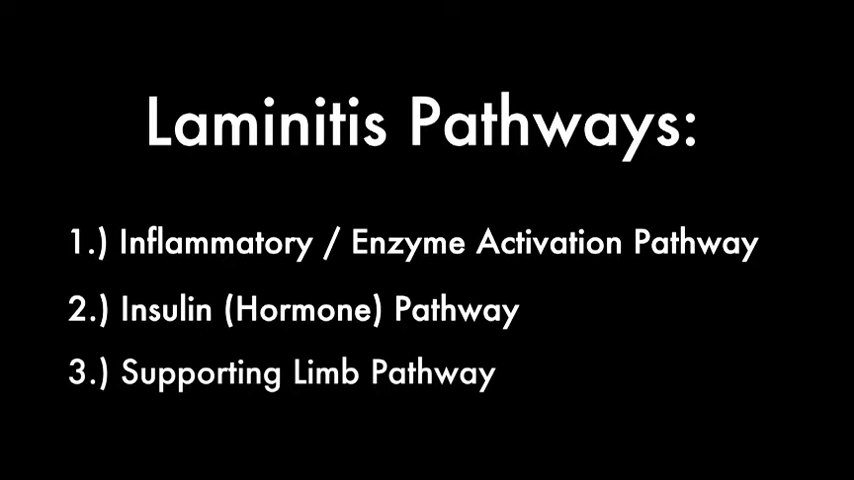 Laminitis Pathways:
1.) Inflammatory / Enzyme Activation Pathway
2.) Insulin (Hormone) Pathway
3.) Supporting Limb Pathway